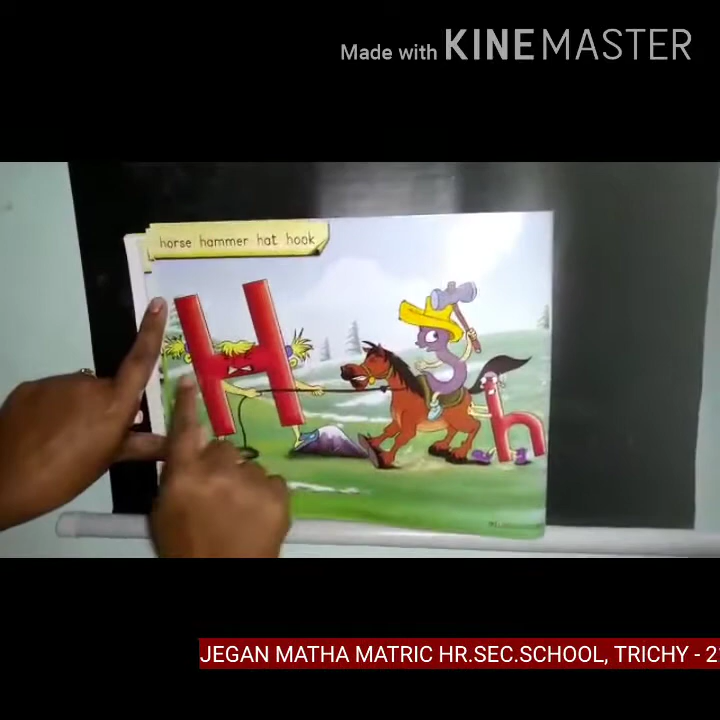 Made with KINEMASTER
horse hammer hat hook
H
h
JEGAN MATHA MATRIC HR.SEC.SCHOOL, TRICHY - 2